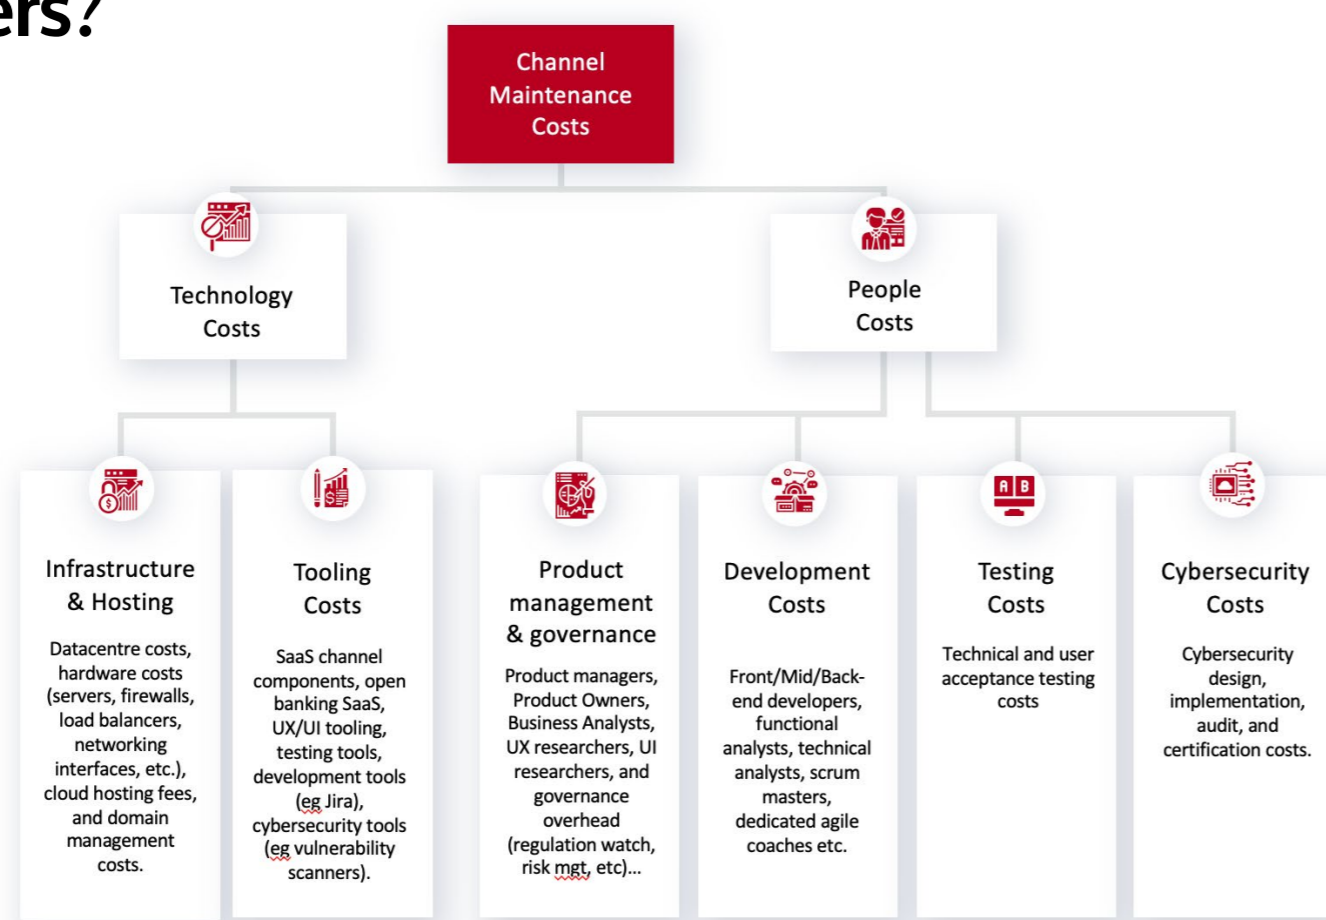 ers?
Channel
Maintenance
Costs
Technology
Costs
People
Costs
Infrastructure
& Hosting
Datacentre costs,
hardware costs
(servers, firewalls,
load balancers,
networking
interfaces, etc.),
cloud hosting fees,
and domain
management
costs.
Tooling
Costs
SaaS channel
components, open
banking SaaS,
UX/UI tooling,
testing tools,
development tools
(eg Jira),
cybersecurity tools
(eg vulnerability
scanners).
Product
management
& governance
Product managers,
Product Owners,
Business Analysts,
UX researchers, UI
researchers, and
governance
overhead
(regulation watch,
risk mgt, etc)...
Development
Costs
Front/Mid/Back-
end developers,
functional
analysts, technical
analysts, scrum
masters,
dedicated agile
coaches etc.
A B
Testing
Costs
Technical and user
acceptance testing
costs
Cybersecurity
Costs
Cybersecurity
design,
implementation,
audit, and
certification costs.